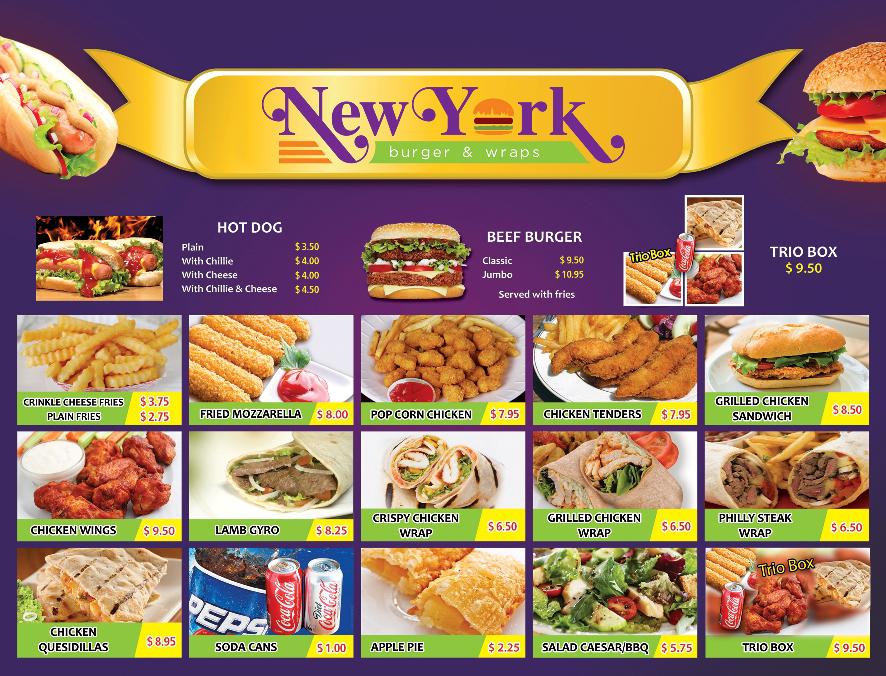 New York
burger & wraps
HOT DOG
Plain $ 3.50
With Chillie $ 4.00
With Cheese $ 4.00
With Chillie & Cheese $ 4.50
BEEF BURGER
Classic $ 9.50
Jumbo $ 10.95
Served with fries
Trio Box
TRIO BOX
$ 9.50
CRINKLE CHEESE FRIES $ 3.75
PLAIN FRIES $ 2.75
FRIED MOZZARELLA $ 8.00
POP CORN CHICKEN $ 7.95
CHICKEN TENDERS $ 7.95
GRILLED CHICKEN
SANDWICH $ 8.50
CHICKEN WINGS $ 9.50
LAMB GYRO $ 8.25
CRISPY CHICKEN
WRAP $ 6.50
GRILLED CHICKEN
WRAP $ 6.50
PHILLY STEAK
WRAP $ 6.50
CHICKEN
QUESIDILLAS $ 8.95
PEPS
Coca-Cola
Diet
Coke
SODA CANS $ 1.00
APPLE PIE $ 2.25
SALAD CAESAR/BBQ $ 5.75
Trio Box
Coca-Cola
TRIO BOX $ 9.50